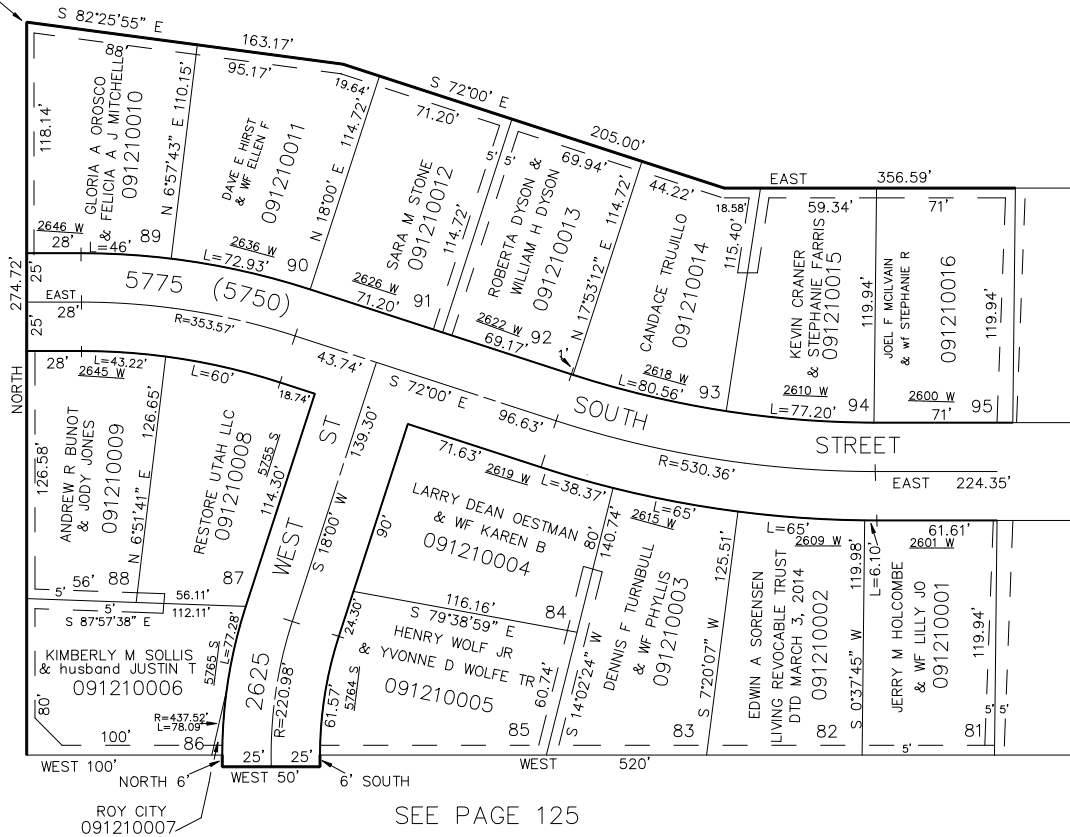 S 82°25'55" E
163.17'
S 72°00' E
205.00'
EAST
356.59'
88'
118.14'
GLORIA A OROSCO
& FELICIA A J MITCHELL
091210010
2646 W
28'
L=46'
89
N 6°57'43" E 110.15'
95.17'
19.64'
DAVE E HIRST
& WF ELLEN F
091210011
2636 W
L=72.93'
90
N 18°00' E 114.72'
71.20'
SARA M STONE
091210012
114.72'
2626 W
71.20'
91
5'
5'
69.94'
ROBERTA DYSON &
WILLIAM H DYSON
091210013
2622 W
69.17'
92
N 17°53'12" E 114.72'
1'
44.22'
18.58'
115.40'
CANDACE TRUJILLO
091210014
2618 W
L=80.56'
93
59.34'
KEVIN CRANER
& STEPHANIE FARRIS
091210015
119.94'
2610 W
L=77.20'
94
71'
JOEL F MCILVAIN
& wf STEPHANIE R
091210016
119.94'
2600 W
71'
95
274.72'
NORTH
25'
25'
EAST
28'
5775 (5750)
R=353.57'
43.74'
S 72°00' E
96.63'
SOUTH
STREET
R=530.36'
EAST 224.35'
28'
L=43.22'
2645 W
126.58'
ANDREW R BUNOT
& JODY JONES
091210009
N 6°51'41" E 126.65'
5'
56'
88
L=60'
18.74'
RESTORE UTAH LLC
091210008
5755 S
114.30'
87
56.11'
5'
112.11'
S 87°57'38" E
KIMBERLY M SOLLIS
& husband JUSTIN T
091210006
5765 S
L=77.28'
80'
100'
R=437.52'
L=78.09'
86
WEST 100'
NORTH 6'
ROY CITY
091210007
2625 WEST ST
139.30'
S 18°00' W
R=220.98'
25'
25'
WEST 50'
6' SOUTH
71.63'
2619 W
L=38.37'
LARRY DEAN OESTMAN
& WF KAREN B
091210004
90'
80'
140.74'
84
116.16'
S 79°38'59" E
24.30'
61.57'
5764 S
HENRY WOLF JR
& YVONNE D WOLFE TR
091210005
60.74'
85
S 14°02'24" W
L=65'
2615 W
DENNIS F TURNBULL
& WF PHYLLIS
091210003
83
S 7°20'07" W 125.51'
L=65'
2609 W
EDWIN A SORENSEN
LIVING REVOCABLE TRUST
DTD MARCH 3, 2014
091210002
82
S 0°37'45" W 119.98'
L=6.10'
61.61'
2601 W
JERRY M HOLCOMBE
& WF LILLY JO
091210001
119.94'
5'
5'
81
5'
WEST 520'
SEE PAGE 125